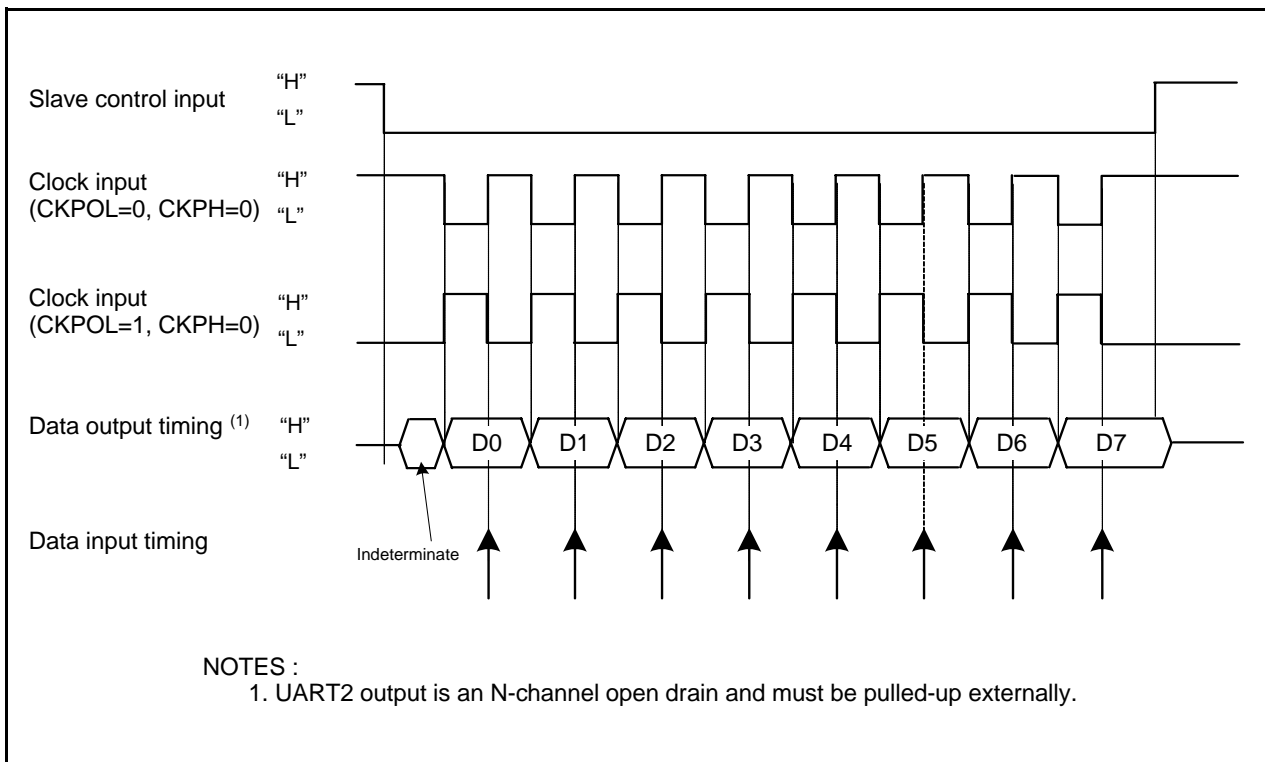 Slave control input
“H”
“L”
Clock input
(CKPOL=0, CKPH=0)
“H”
“L”
Clock input
(CKPOL=1, CKPH=0)
“H”
“L”
Data output timing (1)
“H”
“L”
D0 D1 D2 D3 D4 D5 D6 D7
Data input timing
Indeterminate
NOTES :
1. UART2 output is an N-channel open drain and must be pulled-up externally.